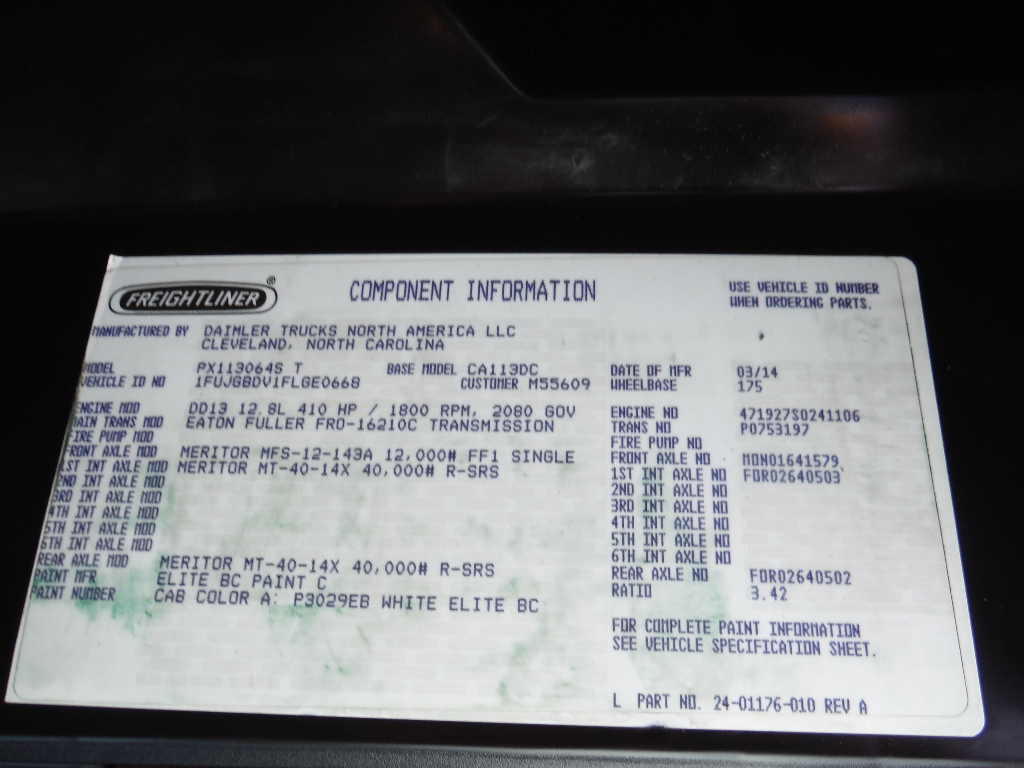 FREIGHTLINER ®
COMPONENT INFORMATION
USE VEHICLE ID NUMBER
WHEN ORDERING PARTS.
MANUFACTURED BY DAIMLER TRUCKS NORTH AMERICA LLC
CLEVELAND, NORTH CAROLINA
MODEL PX113064S T BASE MODEL CA113DC DATE OF MFR 03/14
VEHICLE ID NO 1FUJGBDV1FLGE0668 CUSTOMER M55609 WHEELBASE 175
ENGINE MOD DD13 12.8L 410 HP / 1800 RPM, 2080 GOV ENGINE NO 471927S0241106
MAIN TRANS MOD EATON FULLER FRO-16210C TRANSMISSION TRANS NO P0753197
FIRE PUMP MOD FIRE PUMP NO
FRONT AXLE MOD MERITOR MFS-12-143A 12,000# FF1 SINGLE FRONT AXLE NO MON01641579
1ST INT AXLE MOD MERITOR MT-40-14X 40,000# R-SRS 1ST INT AXLE NO FOR02640503
2ND INT AXLE MOD 2ND INT AXLE NO
3RD INT AXLE MOD 3RD INT AXLE NO
4TH INT AXLE MOD 4TH INT AXLE NO
5TH INT AXLE MOD 5TH INT AXLE NO
6TH INT AXLE MOD 6TH INT AXLE NO
REAR AXLE MOD MERITOR MT-40-14X 40,000# R-SRS REAR AXLE NO FOR02640502
PAINT MFR ELITE BC PAINT C RATIO 3.42
PAINT NUMBER CAB COLOR A: P3029EB WHITE ELITE BC
FOR COMPLETE PAINT INFORMATION
SEE VEHICLE SPECIFICATION SHEET.
L PART NO. 24-01176-010 REV A